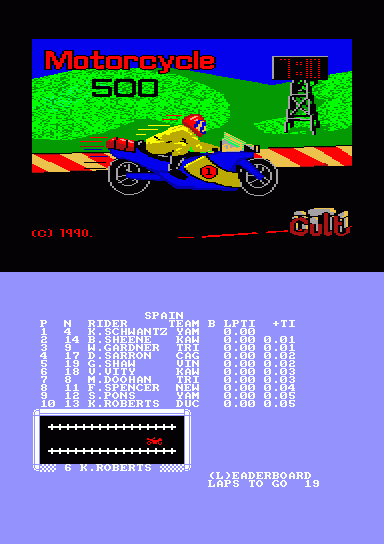 Motorcycle
500
1
(C) 1990.
Cult
SPAIN
P N RIDER TEAM B LPTI +TI
1 4 K.SCHWANTZ YAM 0.00
2 14 B.SHEENE KAW 0.00 0.01
3 5 W.GARDNER TRI 0.00 0.01
4 17 D.SARRON CAG 0.00 0.02
5 19 G.SHAW VIN 0.00 0.02
6 18 V.VITY KAW 0.00 0.03
7 8 M.DOOHAN TRI 0.00 0.03
8 11 F.SPENCER NEW 0.00 0.04
9 12 S.PONS YAM 0.00 0.05
10 13 K.ROBERTS DUC 0.00 0.05
6 K.ROBERTS
(L)EADERBOARD
LAPS TO GO 19